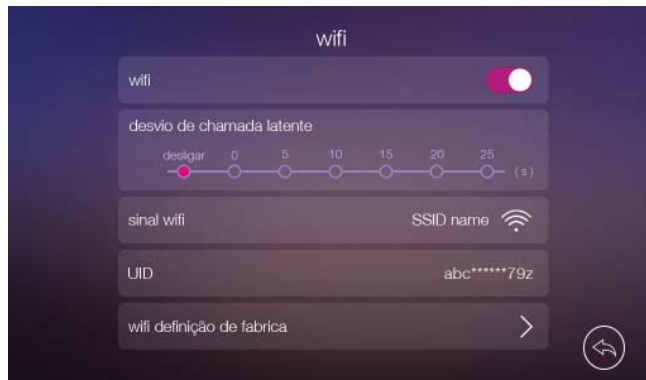 wifi
wifi
desvio de chamada latente
desligar 0 5 10 15 20 25 (s)
sinal wifi SSID name
UID abc******79z
wifi definição de fabrica